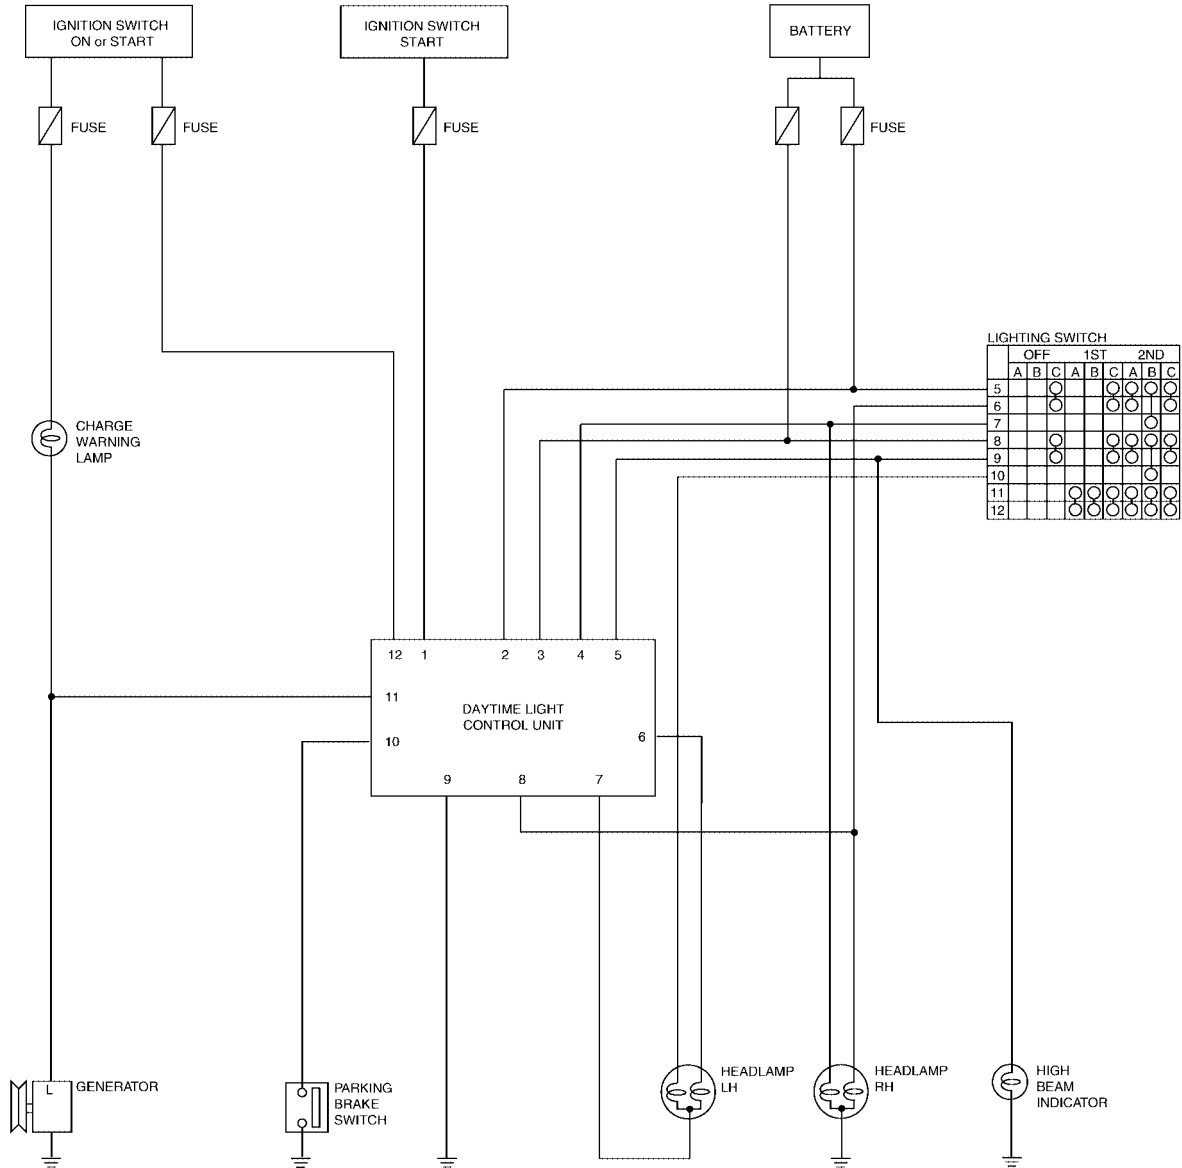 IGNITION SWITCH
ON or START
IGNITION SWITCH
START
BATTERY
FUSE
FUSE
FUSE
FUSE
LIGHTING SWITCH
OFF 1ST 2ND
A B C A B C A B C
5
6
7
8
9
10
11
12
CHARGE
WARNING
LAMP
12 1 2 3 4 5
11
DAYTIME LIGHT
CONTROL UNIT
10
6
9 8 7
L
GENERATOR
PARKING
BRAKE
SWITCH
HEADLAMP
LH
HEADLAMP
RH
HIGH
BEAM
INDICATOR